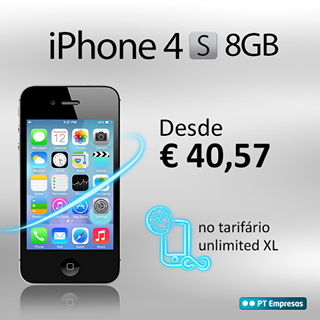 iPhone 4 S 8GB
Desde
€ 40,57
no tarifário
unlimited XL
PT Empresas